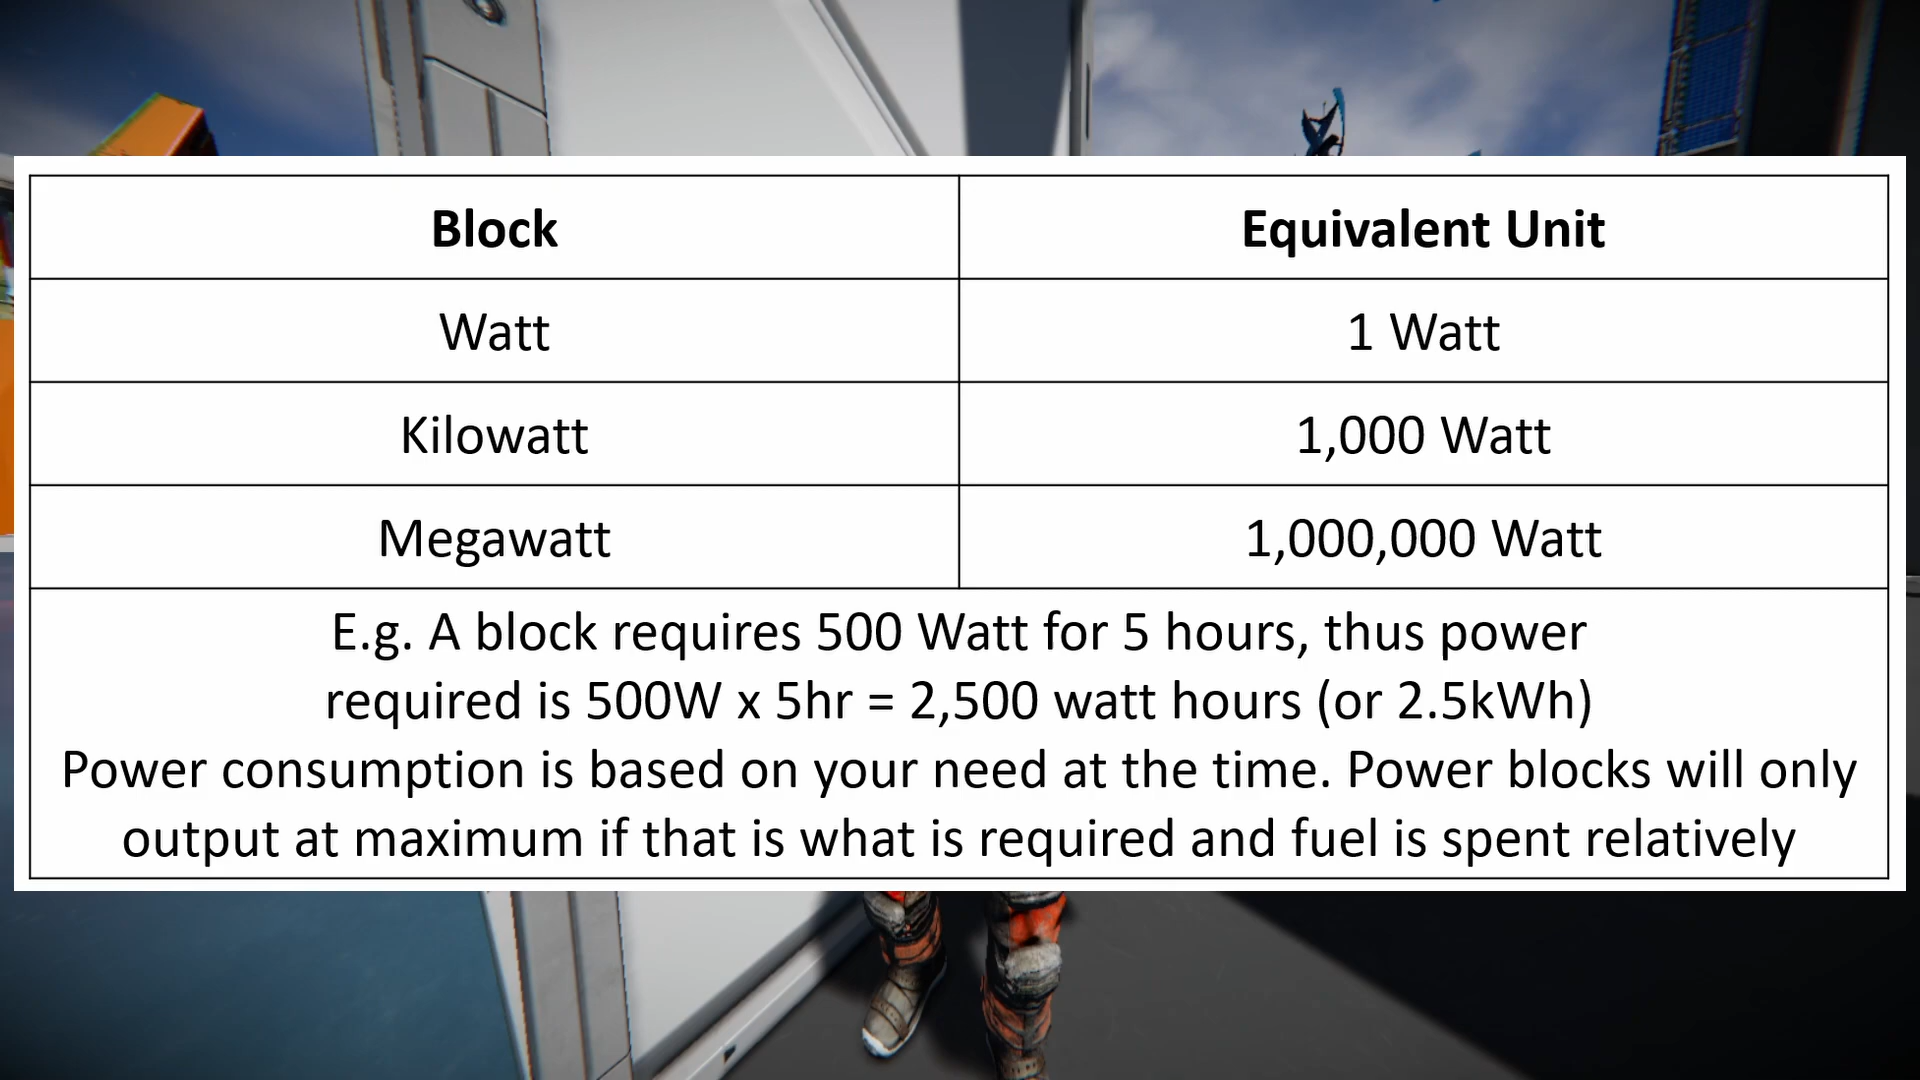 Block
Equivalent Unit
Watt
1 Watt
Kilowatt
1,000 Watt
Megawatt
1,000,000 Watt
E.g. A block requires 500 Watt for 5 hours, thus power
required is 500W x 5hr = 2,500 watt hours (or 2.5kWh)
Power consumption is based on your need at the time. Power blocks will only
output at maximum if that is what is required and fuel is spent relatively